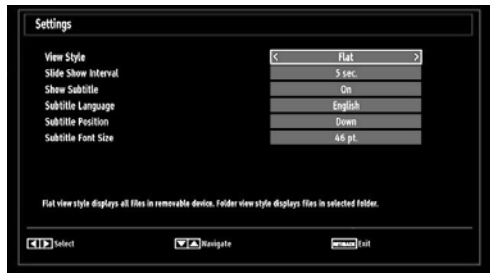 Settings
View Style Flat
Slide Show Interval 5 sec.
Show Subtitle On
Subtitle Language English
Subtitle Position Down
Subtitle Font Size 46 pt.
Flat view style displays all files in removable device. Folder view style displays files in selected folder.
Select Navigate RET/BACK Exit